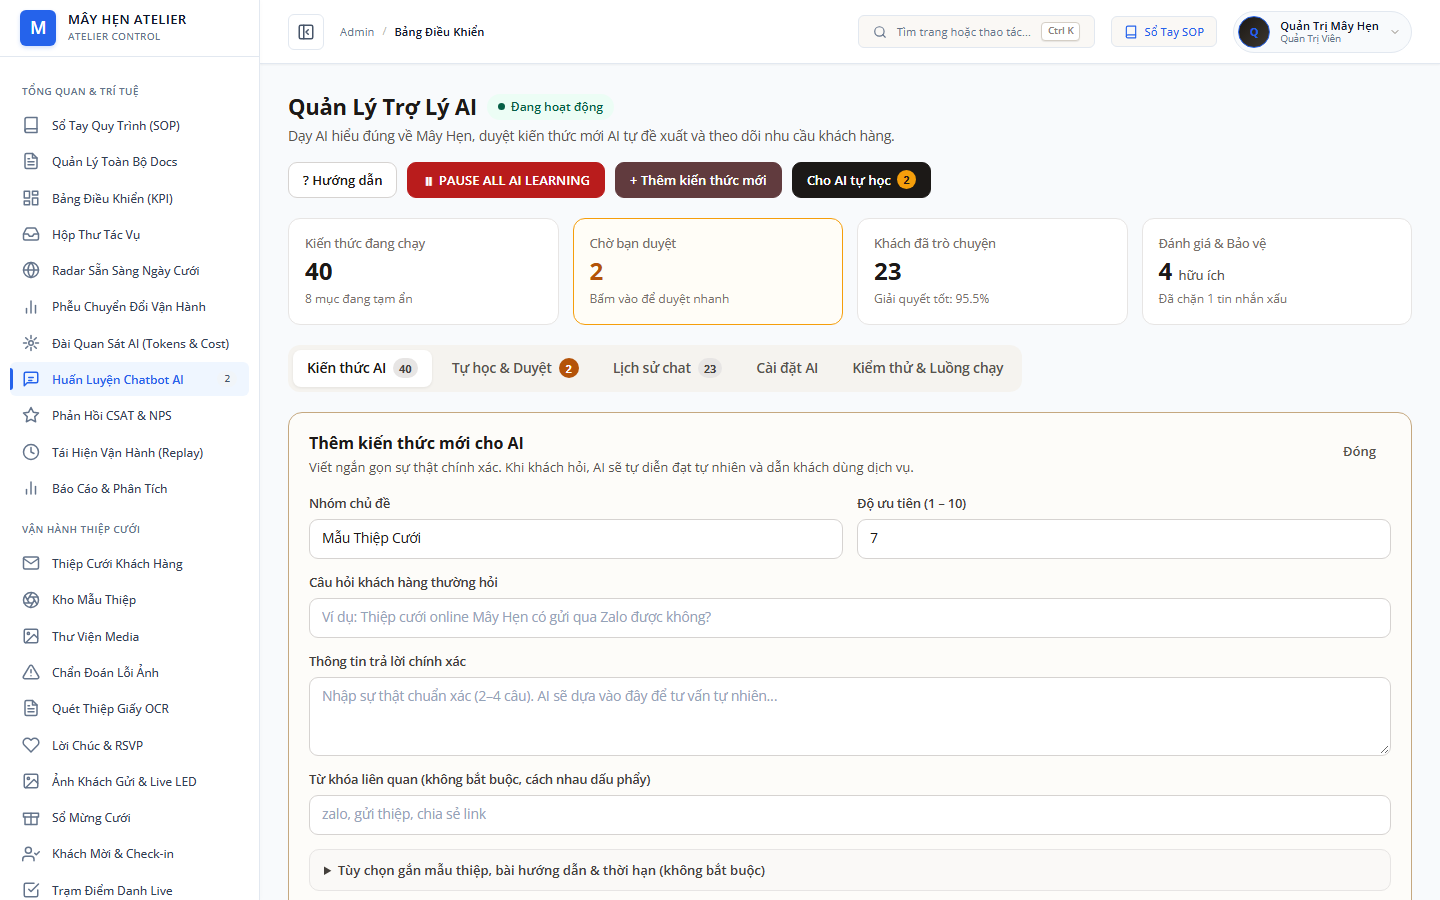 M
MÂY HẸN ATELIER
ATELIER CONTROL
TỔNG QUAN & TRÍ TUỆ
Sổ Tay Quy Trình (SOP)
Quản Lý Toàn Bộ Docs
Bảng Điều Khiển (KPI)
Hộp Thư Tác Vụ
Radar Sẵn Sàng Ngày Cưới
Phễu Chuyển Đổi Vận Hành
Đài Quan Sát AI (Tokens & Cost)
Huấn Luyện Chatbot AI 2
Phản Hồi CSAT & NPS
Tái Hiện Vận Hành (Replay)
Báo Cáo & Phân Tích
VẬN HÀNH THIỆP CƯỚI
Thiệp Cưới Khách Hàng
Kho Mẫu Thiệp
Thư Viện Media
Chẩn Đoán Lỗi Ảnh
Quét Thiệp Giấy OCR
Lời Chúc & RSVP
Ảnh Khách Gửi & Live LED
Sổ Mừng Cưới
Khách Mời & Check-in
Trạm Điểm Danh Live
Admin / Bảng Điều Khiển
Tìm trang hoặc thao tác... Ctrl K
Sổ Tay SOP
Q
Quản Trị Mây Hẹn
Quản Trị Viên
Quản Lý Trợ Lý AI
Đang hoạt động
Dạy AI hiểu đúng về Mây Hẹn, duyệt kiến thức mới AI tự đề xuất và theo dõi nhu cầu khách hàng.
? Hướng dẫn
PAUSE ALL AI LEARNING
+ Thêm kiến thức mới
Cho AI tự học 2
Kiến thức đang chạy
40
8 mục đang tạm ẩn
Chờ bạn duyệt
2
Bấm vào để duyệt nhanh
Khách đã trò chuyện
23
Giải quyết tốt: 95.5%
Đánh giá & Bảo vệ
4 hữu ích
Đã chặn 1 tin nhắn xấu
Kiến thức AI 40
Tự học & Duyệt 2
Lịch sử chat 23
Cài đặt AI
Kiểm thử & Luồng chạy
Thêm kiến thức mới cho AI
Viết ngắn gọn sự thật chính xác. Khi khách hỏi, AI sẽ tự diễn đạt tự nhiên và dẫn khách dùng dịch vụ.
Đóng
Nhóm chủ đề
Mẫu Thiệp Cưới
Độ ưu tiên (1 – 10)
7
Câu hỏi khách hàng thường hỏi
Ví dụ: Thiệp cưới online Mây Hẹn có gửi qua Zalo được không?
Thông tin trả lời chính xác
Nhập sự thật chuẩn xác (2–4 câu). AI sẽ dựa vào đây để tư vấn tự nhiên...
Từ khóa liên quan (không bắt buộc, cách nhau dấu phẩy)
zalo, gửi thiệp, chia sẻ link
Tùy chọn gắn mẫu thiệp, bài hướng dẫn & thời hạn (không bắt buộc)